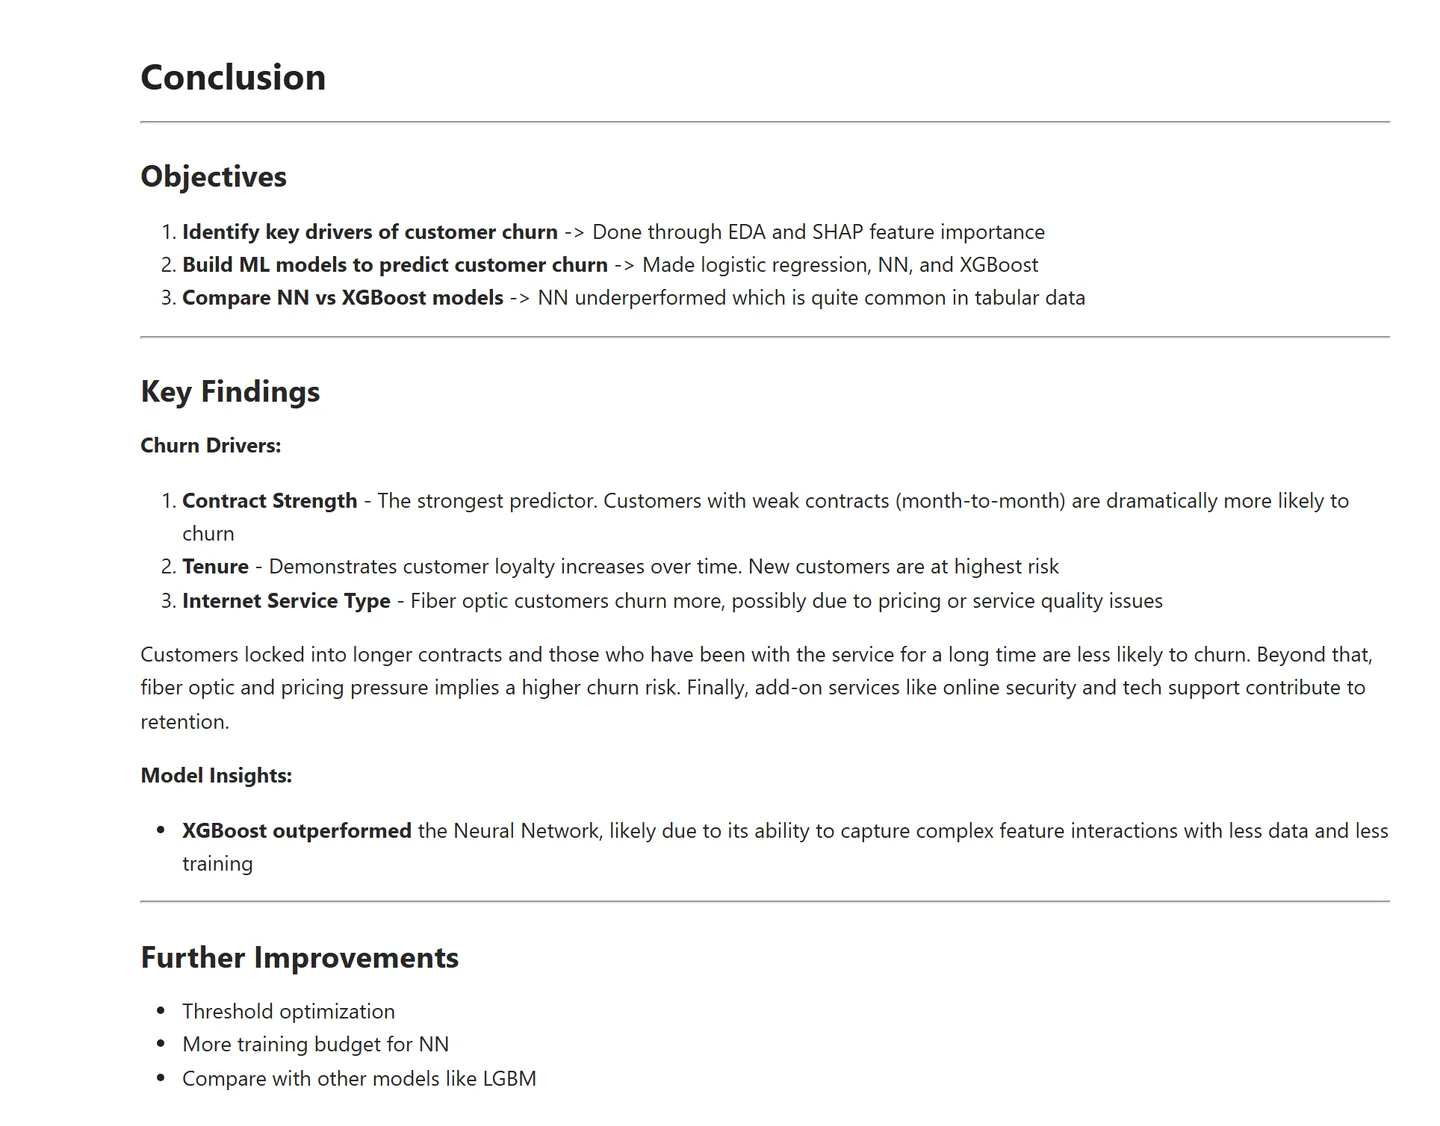 Conclusion
Objectives
1. Identify key drivers of customer churn -> Done through EDA and SHAP feature importance
2. Build ML models to predict customer churn -> Made logistic regression, NN, and XGBoost
3. Compare NN vs XGBoost models -> NN underperformed which is quite common in tabular data
Key Findings
Churn Drivers:
1. Contract Strength - The strongest predictor. Customers with weak contracts (month-to-month) are dramatically more likely to
churn
2. Tenure - Demonstrates customer loyalty increases over time. New customers are at highest risk
3. Internet Service Type - Fiber optic customers churn more, possibly due to pricing or service quality issues
Customers locked into longer contracts and those who have been with the service for a long time are less likely to churn. Beyond that,
fiber optic and pricing pressure implies a higher churn risk. Finally, add-on services like online security and tech support contribute to
retention.
Model Insights:
• XGBoost outperformed the Neural Network, likely due to its ability to capture complex feature interactions with less data and less
training
Further Improvements
• Threshold optimization
• More training budget for NN
• Compare with other models like LGBM